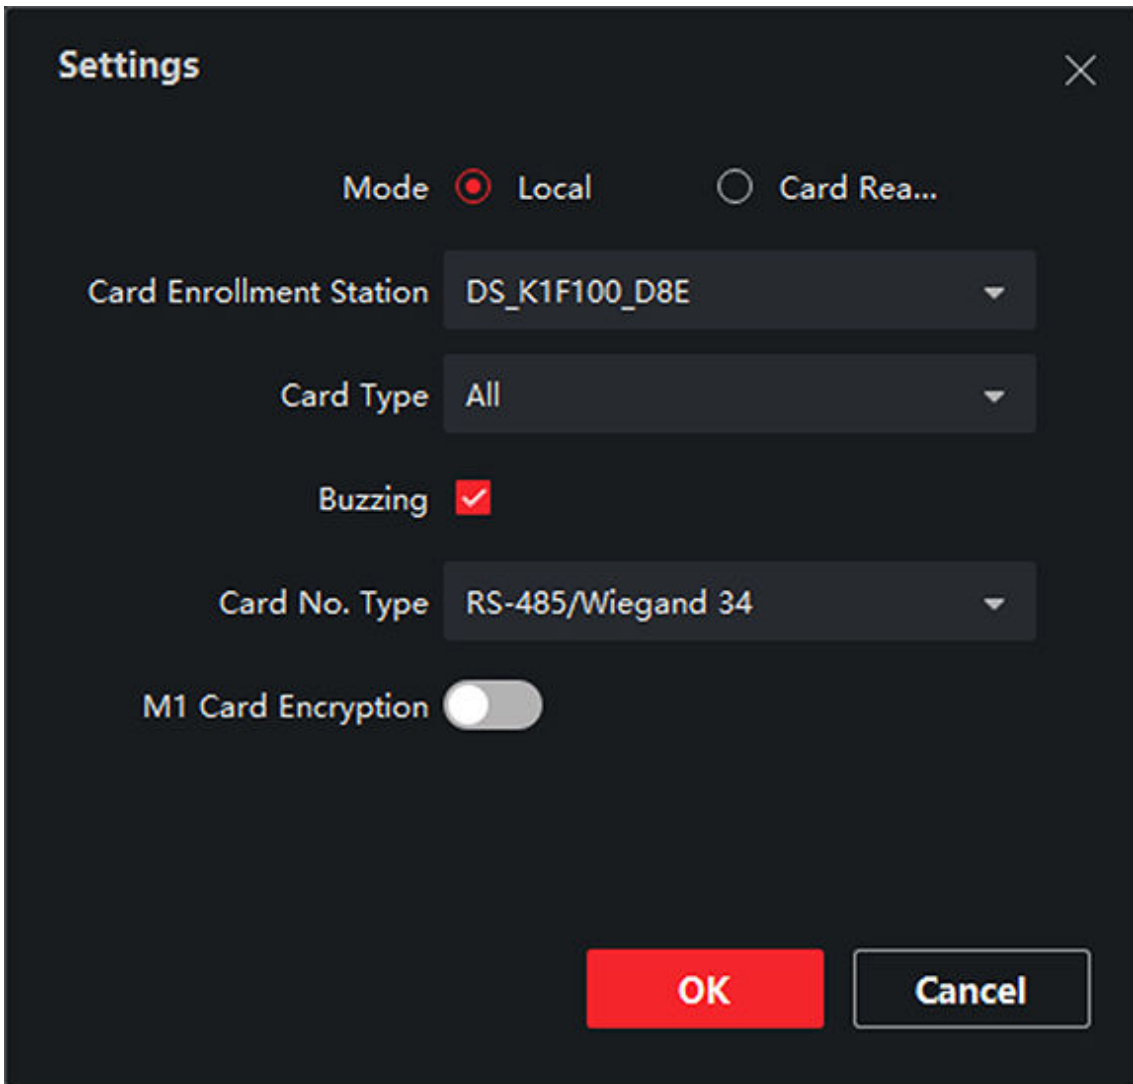 Settings
Mode Local Card Rea...
Card Enrollment Station DS_K1F100_D8E
Card Type All
Buzzing
Card No. Type RS-485/Wiegand 34
M1 Card Encryption
OK Cancel